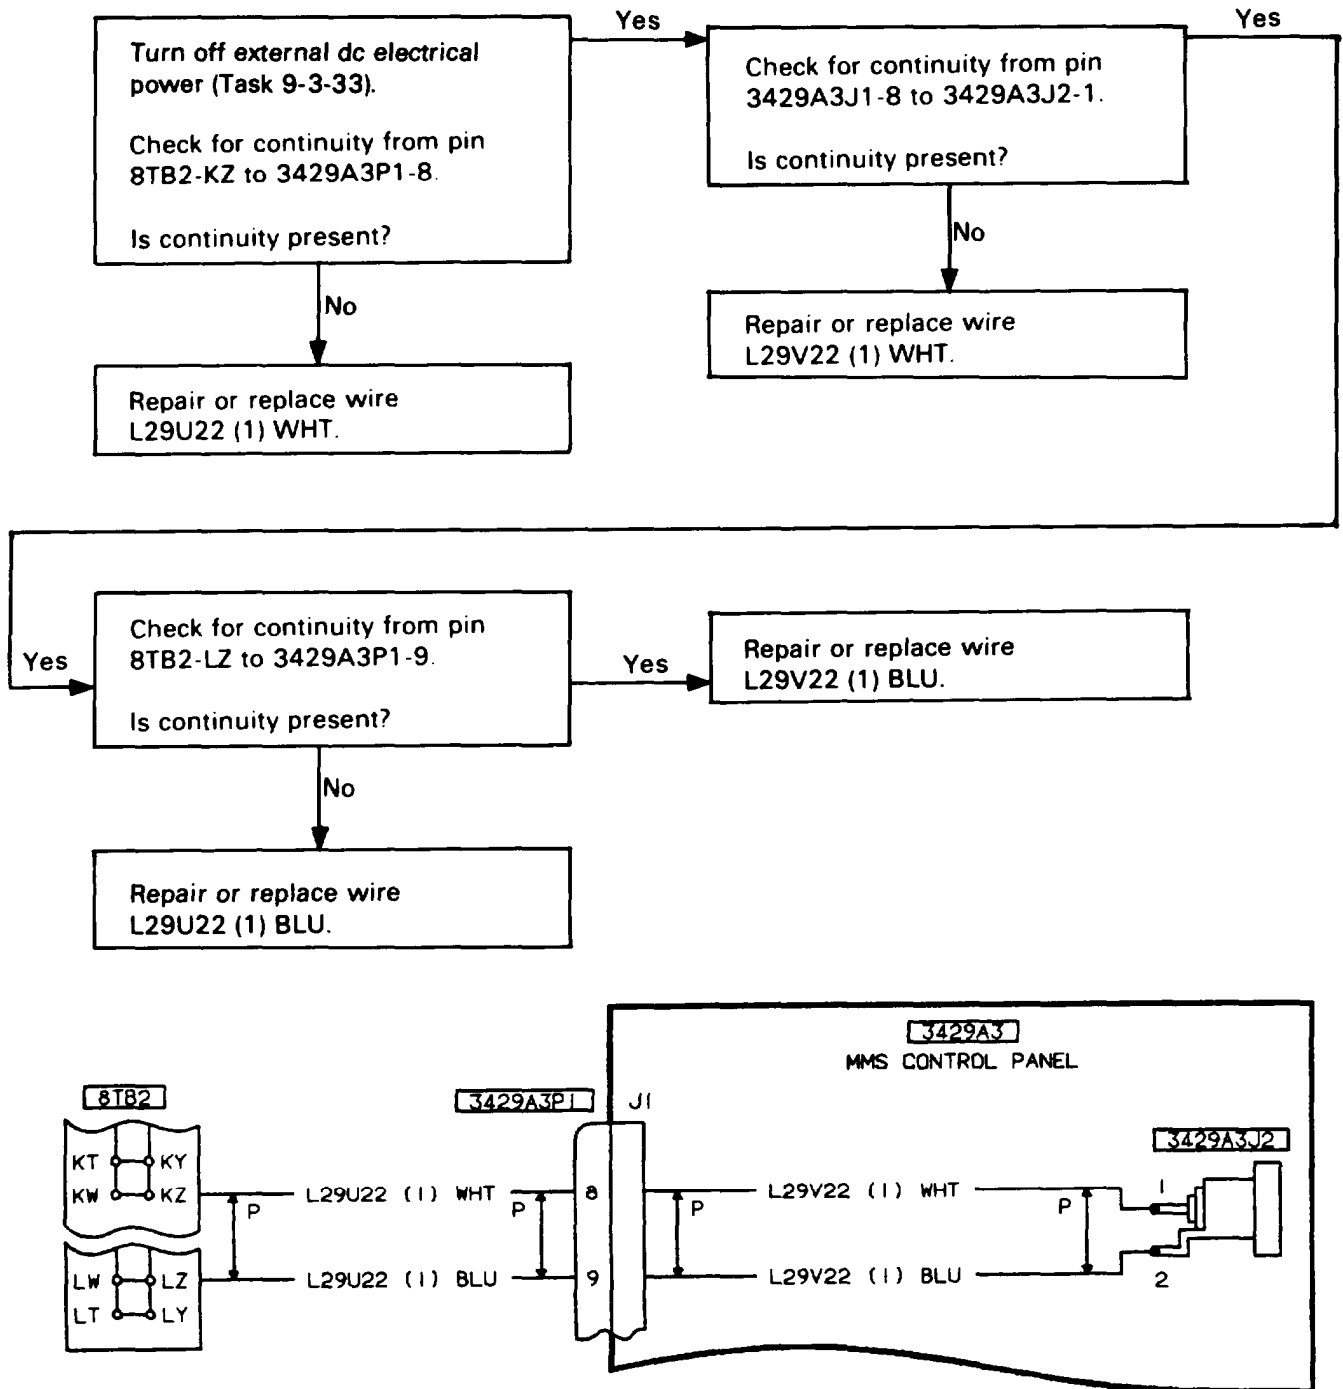 Turn off external dc electrical
power (Task 9-3-33).
Check for continuity from pin
8TB2-KZ to 3429A3P1-8.
Is continuity present?
Yes
Check for continuity from pin
3429A3J1-8 to 3429A3J2-1.
Is continuity present?
Yes
No
Repair or replace wire
L29U22 (1) WHT.
No
Repair or replace wire
L29V22 (1) WHT.
Yes
Check for continuity from pin
8TB2-LZ to 3429A3P1-9.
Is continuity present?
Yes
Repair or replace wire
L29V22 (1) BLU.
No
Repair or replace wire
L29U22 (1) BLU.
3429A3
MMS CONTROL PANEL
8TB2
3429A3P1
J1
3429A3J2
KT KY
KW KZ
P
L29U22 (1) WHT
P
8
P
L29V22 (1) WHT
P
1
LW LZ
L29U22 (1) BLU
9
L29V22 (1) BLU
2
LT LY